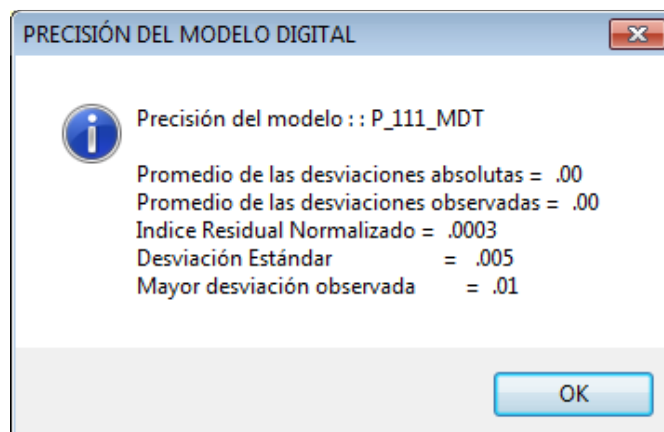 PRECISIÓN DEL MODELO DIGITAL
Precisión del modelo : : P_111_MDT
Promedio de las desviaciones absolutas = .00
Promedio de las desviaciones observadas = .00
Indice Residual Normalizado = .0003
Desviación Estándar = .005
Mayor desviación observada = .01
OK